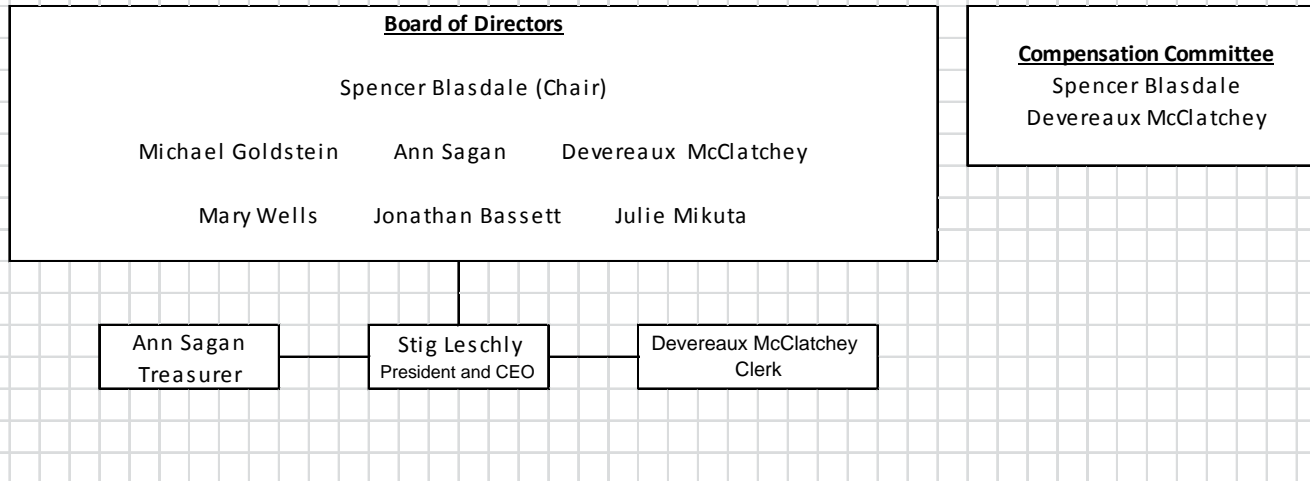 Board of Directors
Spencer Blasdale (Chair)
Michael Goldstein Ann Sagan Devereaux McClatchey
Mary Wells Jonathan Bassett Julie Mikuta
Compensation Committee
Spencer Blasdale
Devereaux McClatchey
Ann Sagan
Treasurer
Stig Leschly
President and CEO
Devereaux McClatchey
Clerk